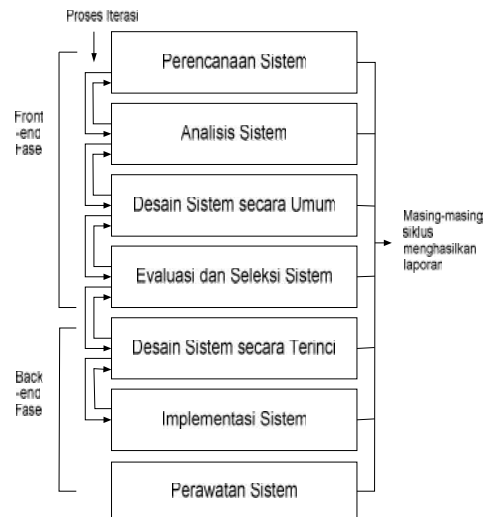 Proses Iterasi
Perencanaan Sistem
Analisis Sistem
Desain Sistem secara Umum
Evaluasi dan Seleksi Sistem
Desain Sistem secara Terinci
Implementasi Sistem
Perawatan Sistem
Front
-end
Fase
Back
-end
Fase
Masing-masing
siklus
menghasilkan
laporan